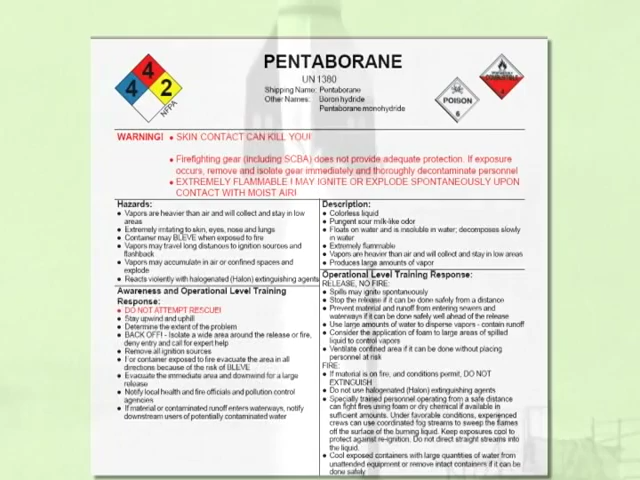 PENTABORANE
UN 1380
Shipping Name: Pentaborane
Other Names: Boron hydride
Pentaborane monohydride
4
4
2
NFPA
POISON
6
COMBUSTIBLE
WARNING! • SKIN CONTACT CAN KILL YOU!
• Firefighting gear (including SCBA) does not provide adequate protection. If exposure
occurs, remove and isolate gear immediately and thoroughly decontaminate personnel
• EXTREMELY FLAMMABLE ! MAY IGNITE OR EXPLODE SPONTANEOUSLY UPON
CONTACT WITH MOIST AIR!
Hazards:
• Vapors are heavier than air and will collect and stay in low
areas
• Extremely irritating to skin, eyes, nose and lungs
• Container may BLEVE when exposed to fire
• Vapors may travel long distances to ignition sources and
flashback
• Vapors may accumulate in air or confined spaces and
explode
• Reacts violently with halogenated (Halon) extinguishing agents
Awareness and Operational Level Training
Response:
• DO NOT ATTEMPT RESCUE!
• Stay upwind and uphill
• Determine the extent of the problem
• BACK OFF! - Isolate a wide area around the release or fire,
deny entry and call for expert help
• Remove all ignition sources
• For container exposed to fire evacuate the area in all
directions because of the risk of BLEVE
• Evacuate the immediate area and downwind for a large
release
• Notify local health and fire officials and pollution control
agencies
• If material or contaminated runoff enters waterways, notify
downstream users of potentially contaminated water
Description:
• Colorless liquid
• Pungent sour milk-like odor
• Floats on water and is insoluble in water; decomposes slowly
in water
• Extremely flammable
• Vapors are heavier than air and will collect and stay in low areas
• Produces large amounts of vapor
Operational Level Training Response:
RELEASE, NO FIRE:
• Spills may ignite spontaneously
• Stop the release if it can be done safely from a distance
• Prevent material and runoff from entering sewers and
waterways if it can be done safely well ahead of the release
• Use large amounts of water to disperse vapors - contain runoff
• Consider the application of foam to large areas of spilled
liquid to control vapors
• Ventilate confined area if it can be done without placing
personnel at risk
FIRE:
• If material is on fire, and conditions permit, DO NOT
EXTINGUISH
• Do not use halogenated (Halon) extinguishing agents
• Specially trained personnel operating from a safe distance
can fight fires using foam or dry chemical if available in
sufficient amounts. Under favorable conditions, experienced
crews can use coordinated fog streams to sweep the flames
off the surface of the burning liquid. Keep exposures cool to
protect against re-ignition. Do not direct straight streams into
the liquid.
• Cool exposed containers with large quantities of water from
unattended equipment or remove intact containers if it can be
done safely